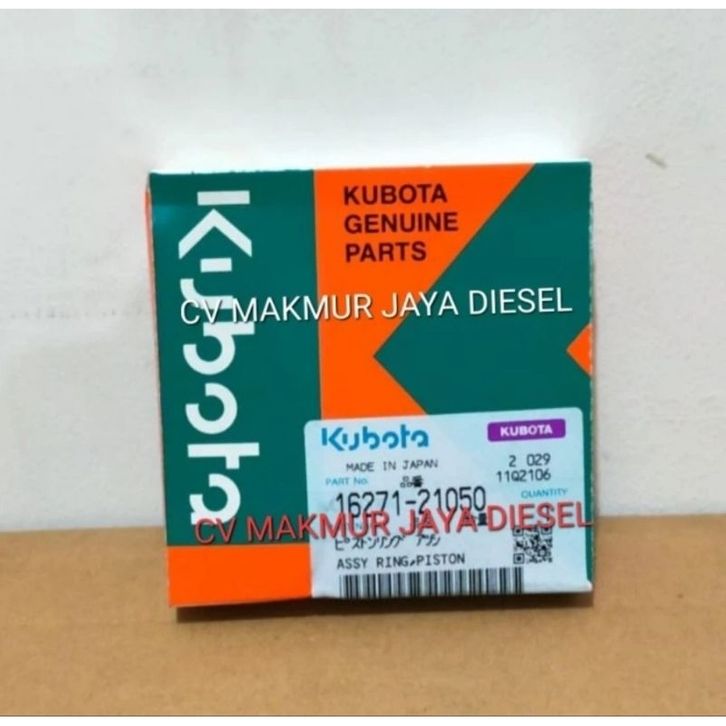 Kubota
KUBOTA
GENUINE
PARTS
CV MAKMUR JAYA DIESEL
Kubota
KUBOTA
MADE IN JAPAN
2 029
11Q2106
PART No.
品番
QUANTITY
16271-21050
CV MAKMUR JAYA DIESEL
ピストンリング アッシ
ASSY RING,PISTON